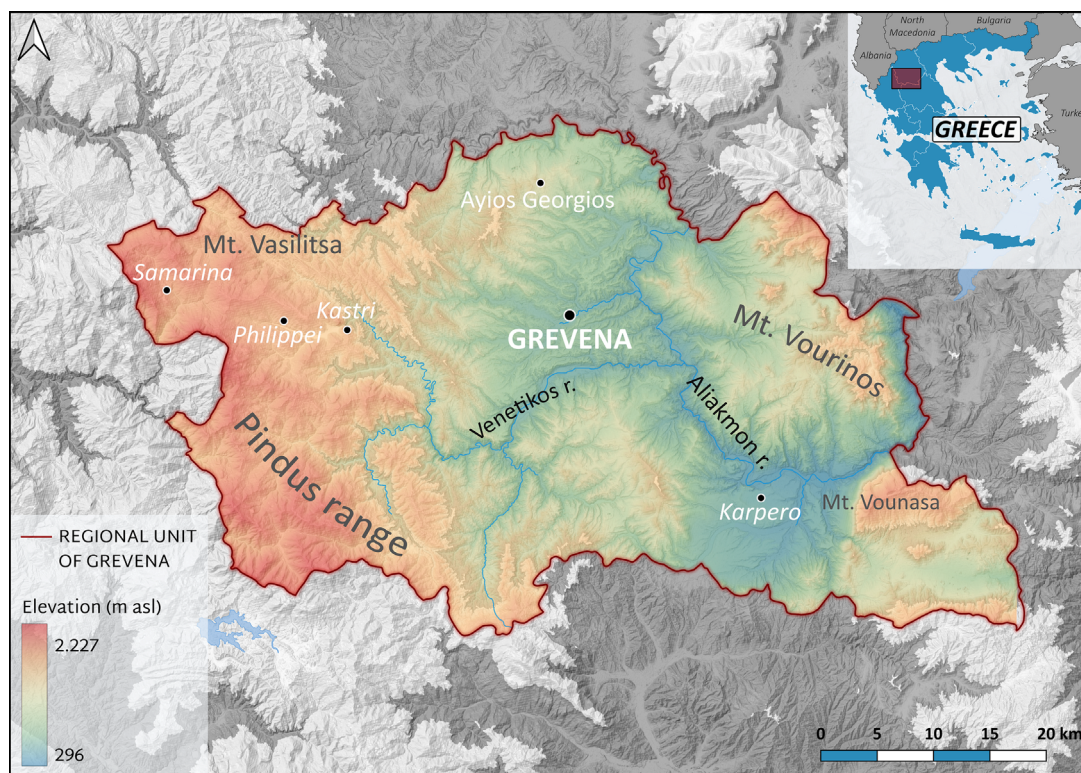 North
Macedonia
Bulgaria
Albania
Turke
GREECE
Ayios Georgios
Mt. Vasilitsa
Samarina
Kastri
Philippei
GREVENA
Mt. Vourinos
Venetikos r.
Aliakmon r.
Pindus range
Karpero
Mt. Vounasa
REGIONAL UNIT
OF GREVENA
Elevation (m asl)
2.227
296
0 5 10 15 20 km